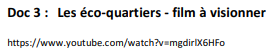 Doc 3 : Les éco-quartiers - film à visionner
https://www.youtube.com/watch?v=mgdirlX6HFo